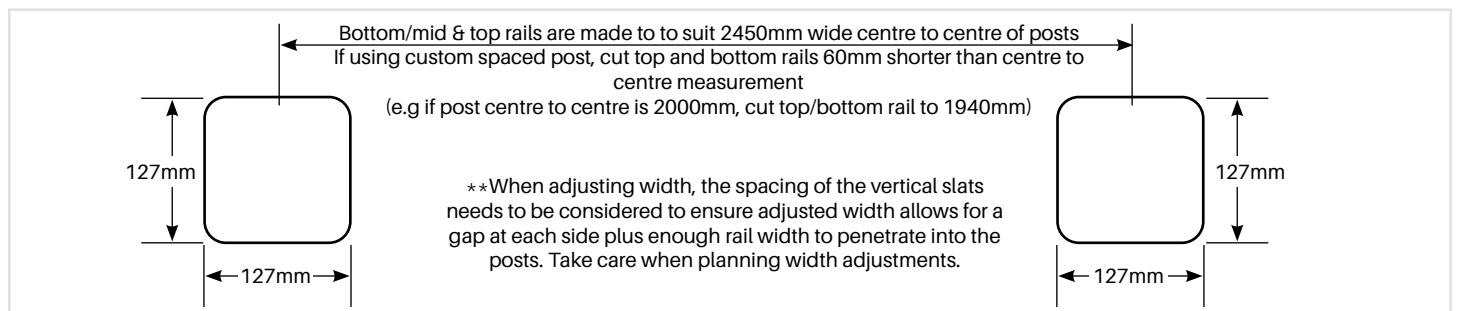 Bottom/mid & top rails are made to to suit 2450mm wide centre to centre of posts
If using custom spaced post, cut top and bottom rails 60mm shorter than centre to
centre measurement
(e.g if post centre to centre is 2000mm, cut top/bottom rail to 1940mm)
127mm
127mm
**When adjusting width, the spacing of the vertical slats
needs to be considered to ensure adjusted width allows for a
gap at each side plus enough rail width to penetrate into the
posts. Take care when planning width adjustments.
127mm
127mm